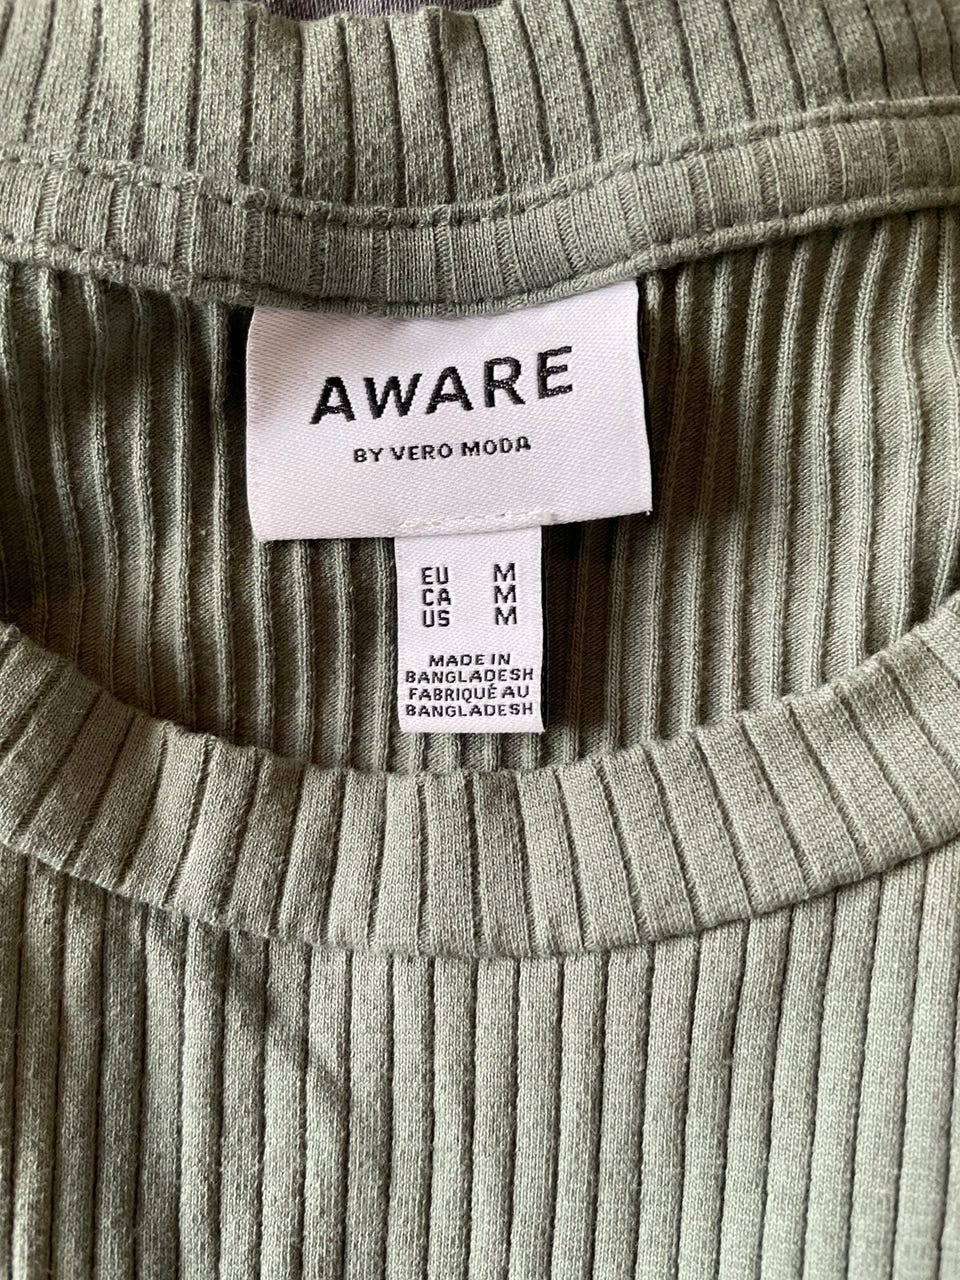 AWARE
BY VERO MODA
EU M
CA M
US M
MADE IN
BANGLADESH
FABRIQUÉ AU
BANGLADESH